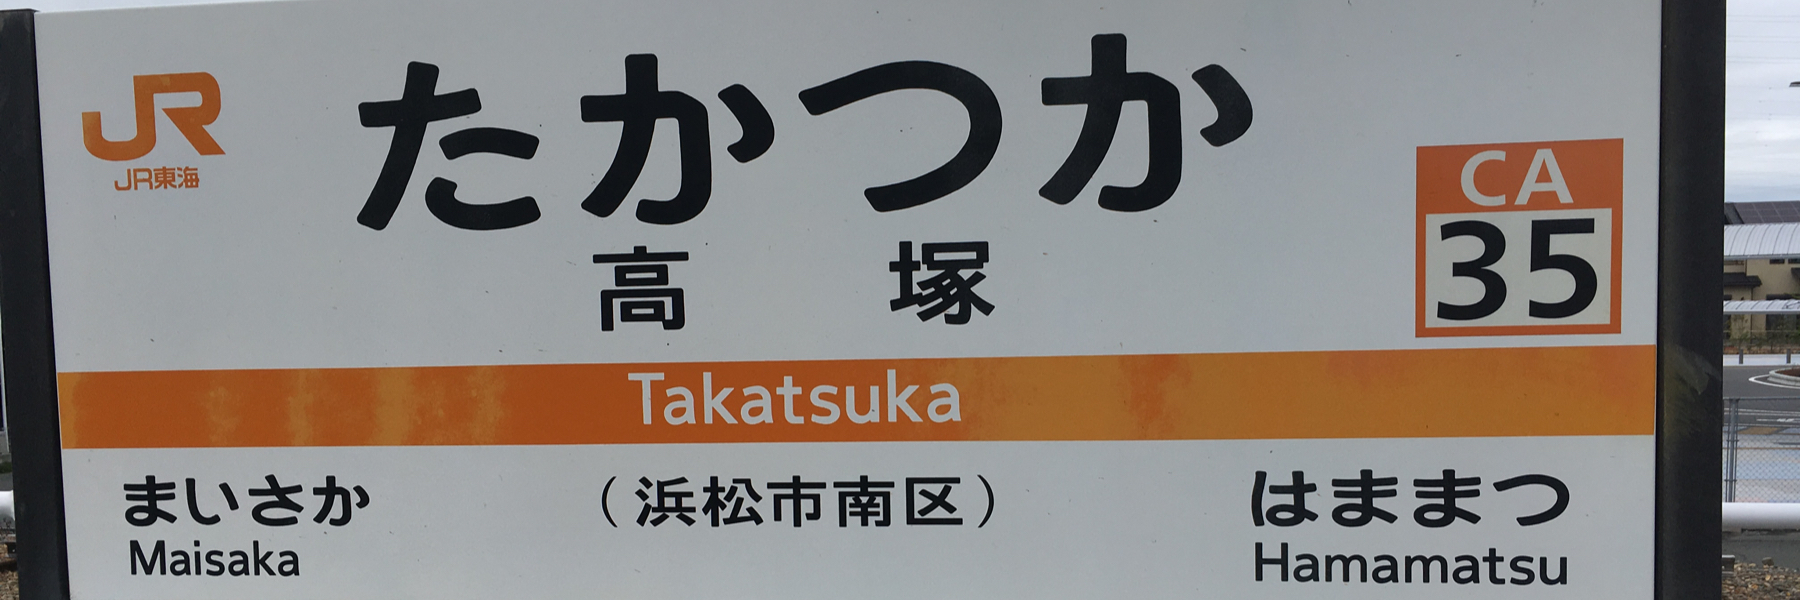 JR
JR東海
たかつか
高塚
CA
35
Takatsuka
まいさか
Maisaka
（浜松市南区）
はままつ
Hamamatsu